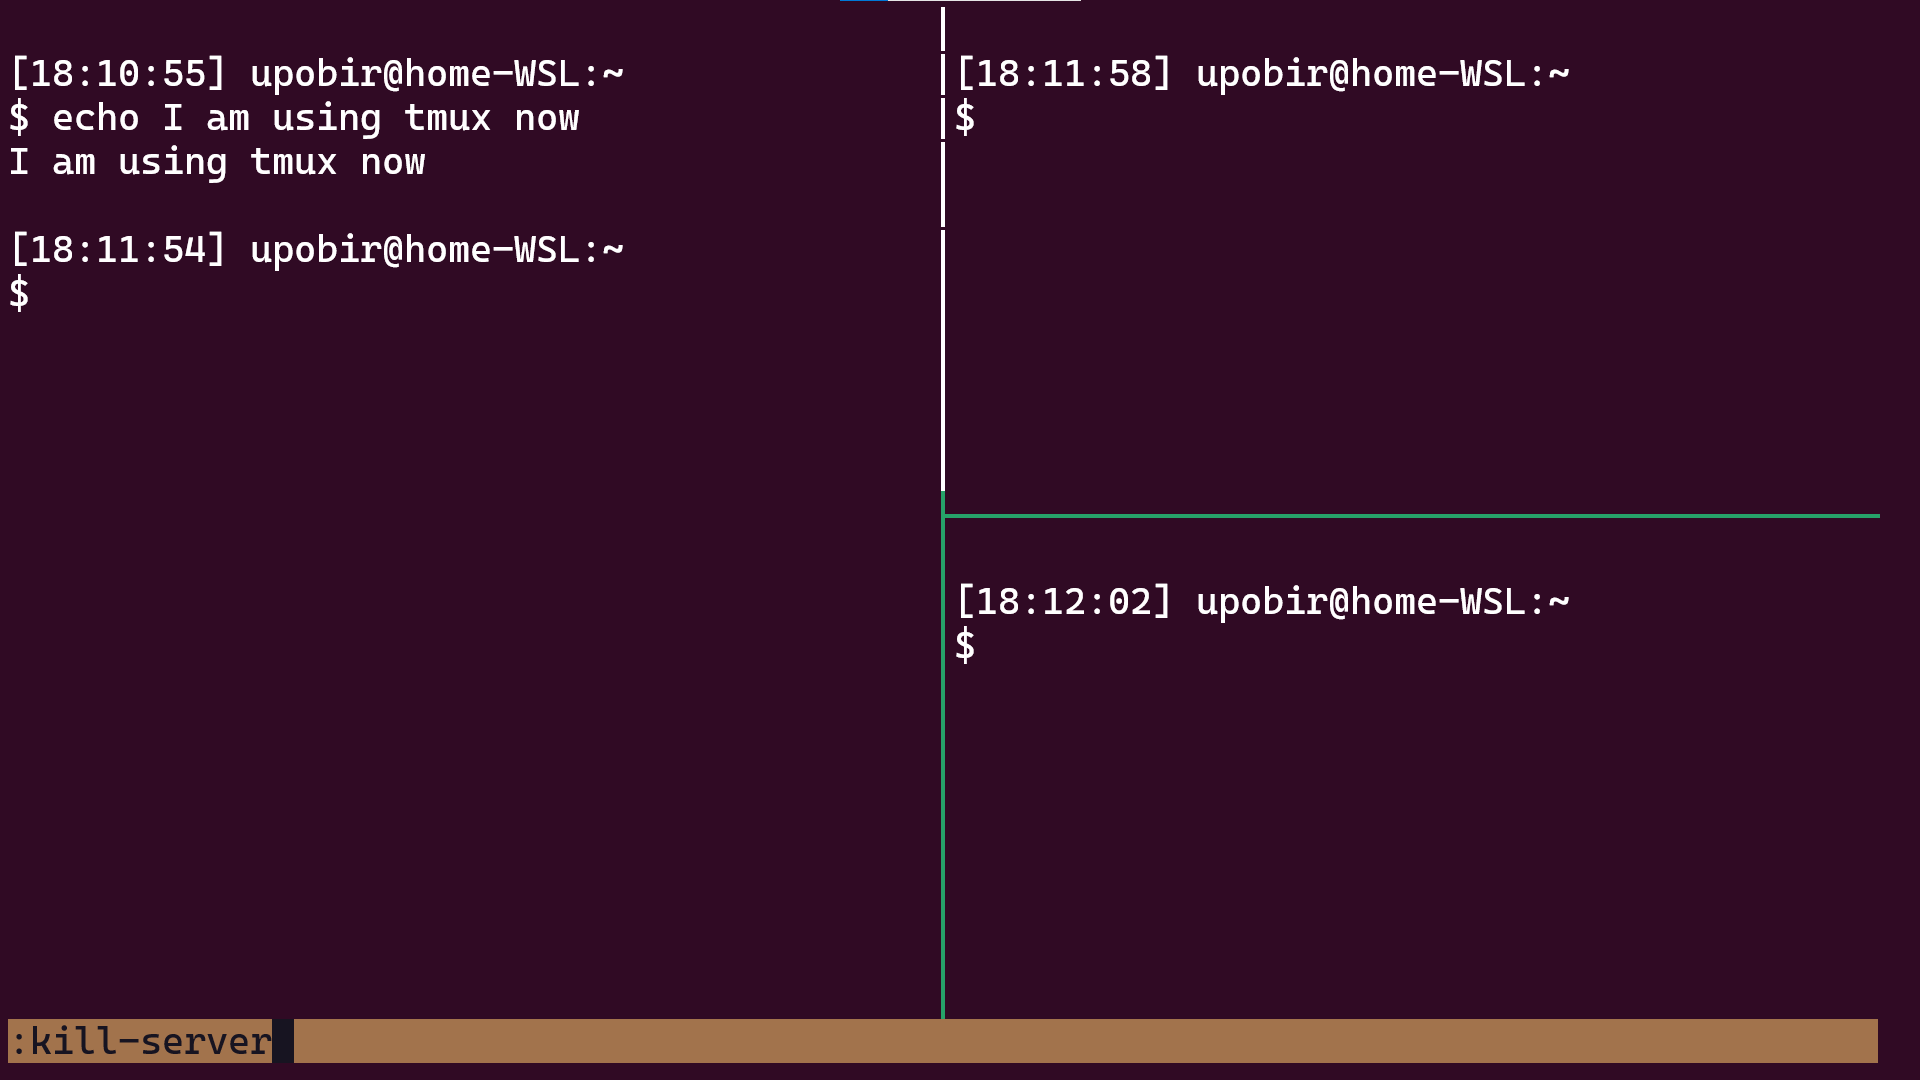 [18:10:55] upobir@home-WSL:~
$ echo I am using tmux now
I am using tmux now
[18:11:54] upobir@home-WSL:~
$
[18:11:58] upobir@home-WSL:~
$
[18:12:02] upobir@home-WSL:~
$
:kill-server